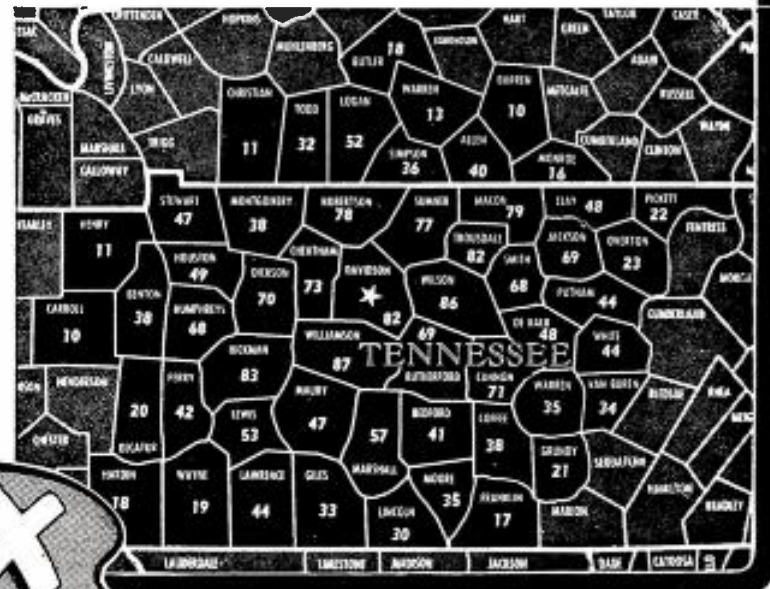 CRITTENDEN
HOPKINS
MUHLENBERG
18
BUTLER
EDMONSON
HART
GREEN
TAYLOR
CASEY
CALDWELL
LIVINGSTON
LYON
ADAIR
RUSSELL
McCRACKEN
GRAVES
CHRISTIAN
11
TODD
32
LOGAN
52
WARREN
13
BARREN
10
METCALFE
WAYNE
MARSHALL
TRIGG
SIMPSON
36
ALLEN
40
MONROE
16
CUMBERLAND
CLINTON
CALLOWAY
STEWART
47
MONTGOMERY
38
ROBERTSON
78
SUMNER
77
MACON
79
CLAY 48
PICKETT
22
HENRY
11
FENTRESS
TROUSDALE
82
JACKSON
69
OVERTON
23
HOUSTON
49
DICKSON
70
CHEATHAM
73
DAVIDSON
82
WILSON
86
SMITH
68
PUTNAM
44
CARROLL
10
BENTON
38
HUMPHREYS
68
CUMBERLAND
WILLIAMSON
87
69
RUTHERFORD
DE KALB
48
WHITE
44
TENNESSEE
HICKMAN
83
CANNON
71
HENDERSON
PERRY
42
MAURY
47
WARREN
35
VAN BUREN
34
BLEDSOE
RHEA
20
DECATUR
LEWIS
53
57
MARSHALL
BEDFORD
41
COFFEE
38
CHESTER
GRUNDY
21
SEQUATCHIE
HARDIN
18
WAYNE
19
LAWRENCE
44
GILES
33
MOORE
35
HAMILTON
LINCOLN
30
FRANKLIN
17
MARION
BRADLEY
LAUDERDALE
LIMESTONE
MADISON
JACKSON
DADE
CATOOSA
X